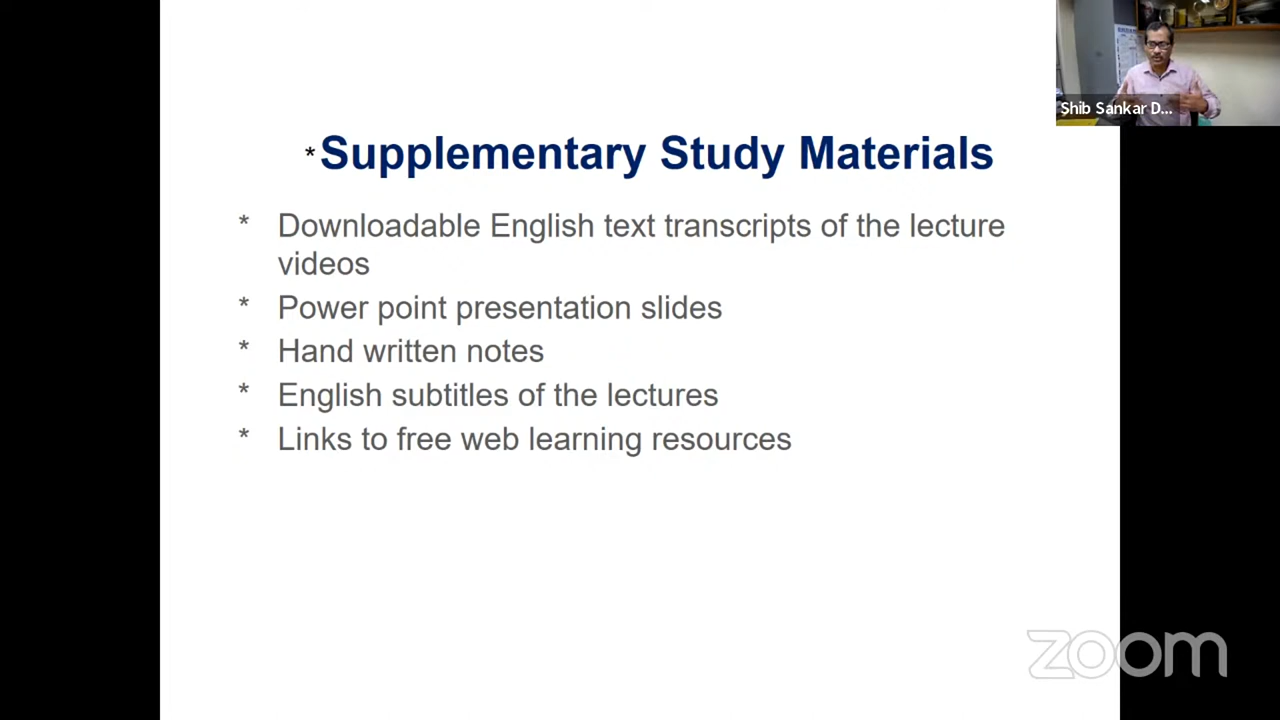 Shib Sankar D...
*Supplementary Study Materials
* Downloadable English text transcripts of the lecture
videos
* Power point presentation slides
* Hand written notes
* English subtitles of the lectures
* Links to free web learning resources
zoom